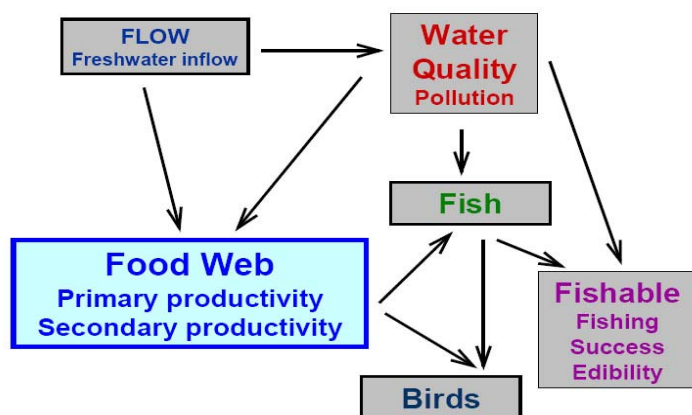 FLOW
Freshwater inflow
Water
Quality
Pollution
Fish
Food Web
Primary productivity
Secondary productivity
Fishable
Fishing
Success
Edibility
Birds